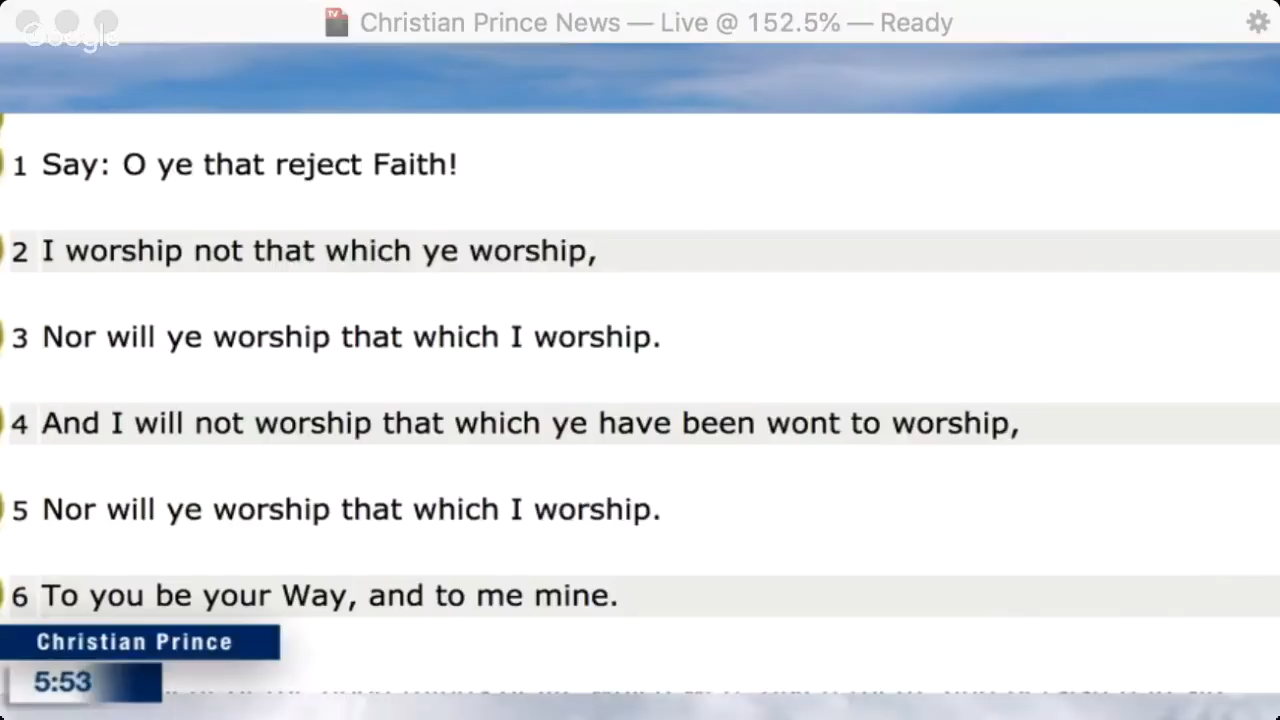 Christian Prince News — Live @ 152.5% — Ready
Google
1 Say: O ye that reject Faith!
2 I worship not that which ye worship,
3 Nor will ye worship that which I worship.
4 And I will not worship that which ye have been wont to worship,
5 Nor will ye worship that which I worship.
6 To you be your Way, and to me mine.
Christian Prince
5:53